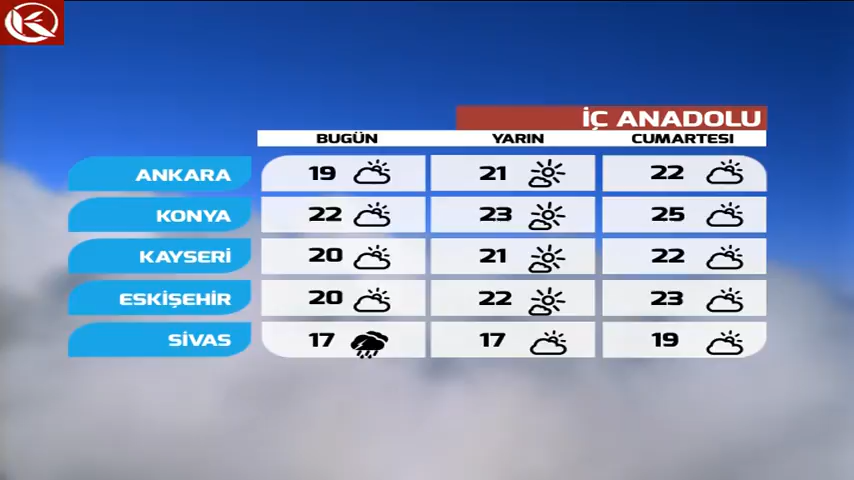 İÇ ANADOLU
BUGÜN YARIN CUMARTESI
ANKARA 19 21 22
KONYA 22 23 25
KAYSERİ 20 21 22
ESKİŞEHİR 20 22 23
SİVAS 17 17 19